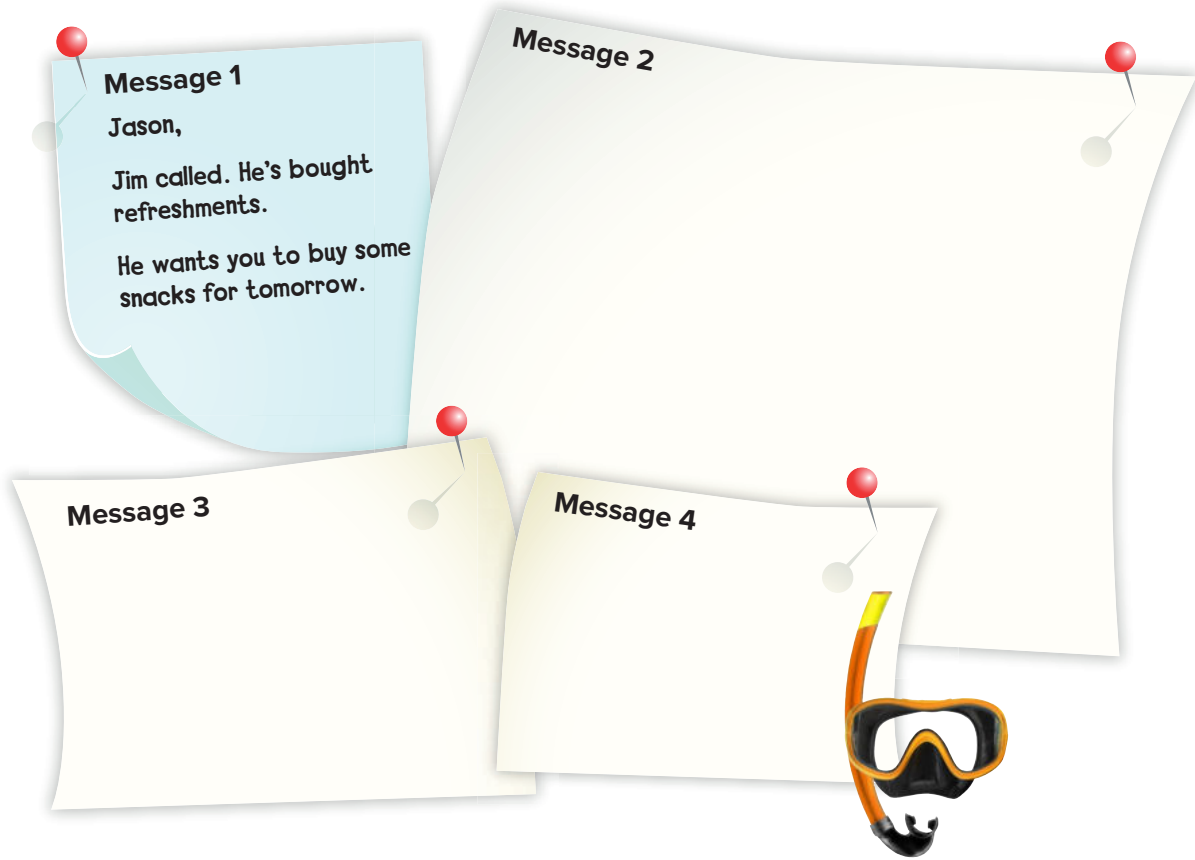 Message 1
Jason,
Jim called. He's bought
refreshments.
He wants you to buy some
snacks for tomorrow.
Message 2
Message 3
Message 4